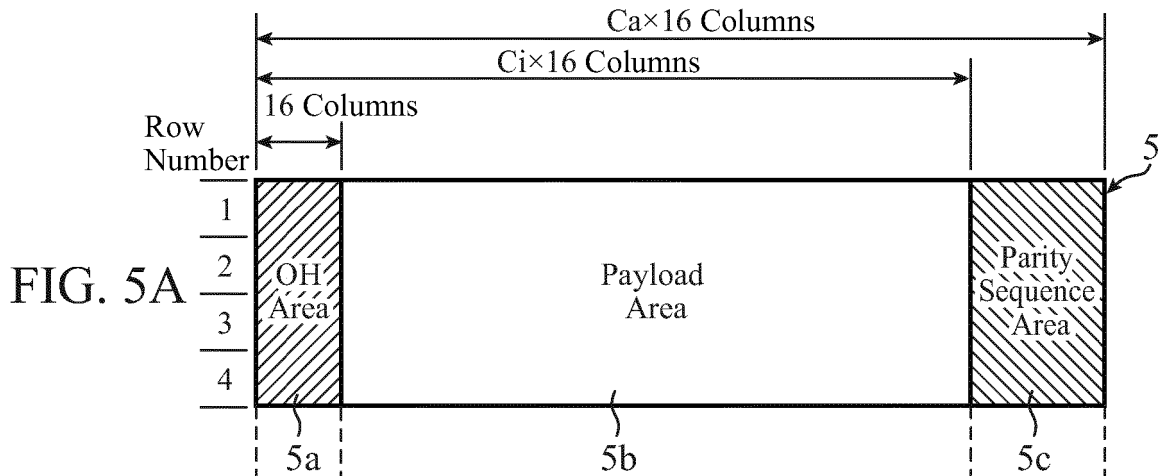 Ca×16 Columns
Ci×16 Columns
16 Columns
Row
Number
5
1
2
3
4
FIG. 5A
OH
Area
Payload
Area
Parity
Sequence
Area
5a
5b
5c